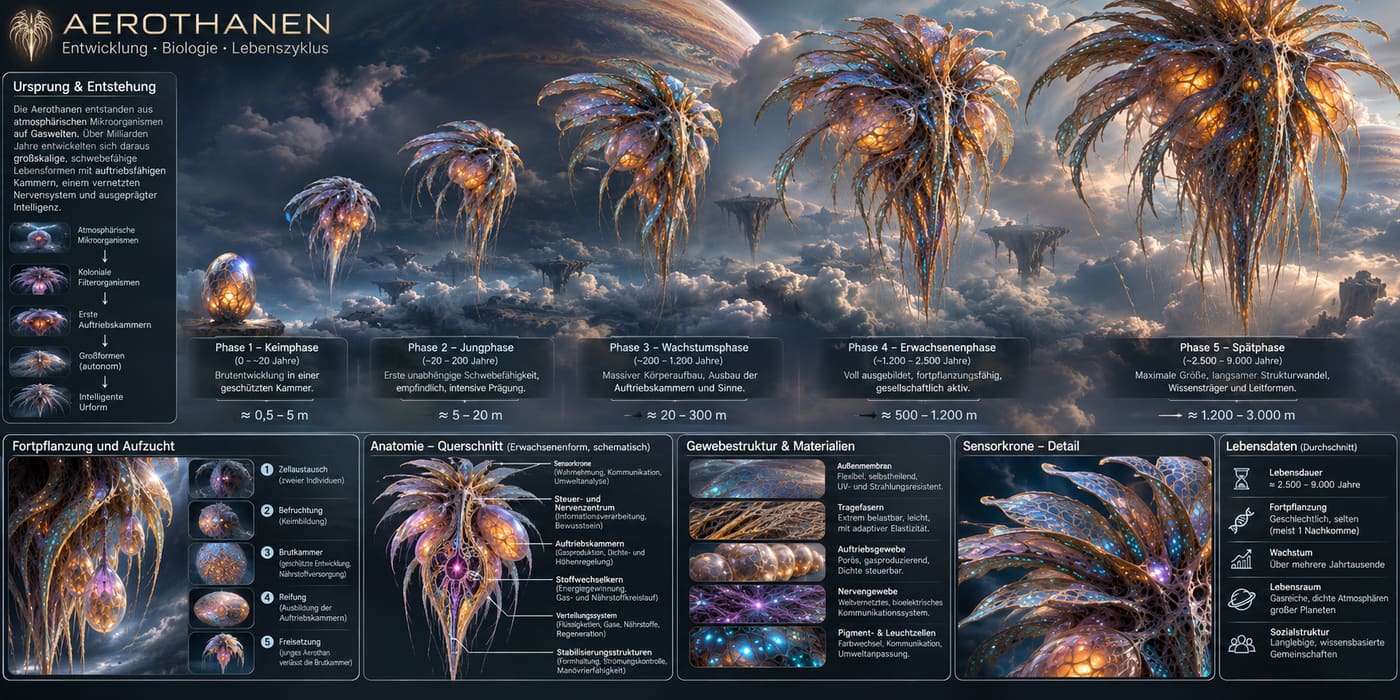 AEROTHANEN
Entwicklung · Biologie · Lebenszyklus
Ursprung & Entstehung
Die Aerothanen entstanden aus
atmosphärischen Mikroorganismen
auf Gaswelten. Über Milliarden
Jahre entwickelten sich daraus
großskalige, schwebefähige
Lebensformen mit auftriebsfähigen
Kammern, einem vernetzten
Nervensystem und ausgeprägter
Intelligenz.
Atmosphärische
Mikroorganismen
Koloniale
Filterorganismen
Erste
Auftriebskammern
Großformen
(autonom)
Intelligente
Urform
Phase 1 – Keimphase
(0 – ~20 Jahre)
Brutentwicklung in einer
geschützten Kammer.
≈ 0,5 – 5 m
Phase 2 – Jungphase
(~20 – 200 Jahre)
Erste unabhängige Schwebefähigkeit,
empfindlich, intensive Prägung.
≈ 5 – 20 m
Phase 3 – Wachstumsphase
(~200 – 1.200 Jahre)
Massiver Körperaufbau, Ausbau der
Auftriebskammern und Sinne.
≈ 20 – 300 m
Phase 4 – Erwachsenenphase
(~1.200 – 2.500 Jahre)
Voll ausgebildet, fortpflanzungsfähig,
gesellschaftlich aktiv.
≈ 500 – 1.200 m
Phase 5 – Spätphase
(~2.500 – 9.000 Jahre)
Maximale Größe, langsamer Strukturwandel,
Wissensträger und Leitformen.
≈ 1.200 – 3.000 m
Fortpflanzung und Aufzucht
1 Zellaustausch
(zweier Individuen)
2 Befruchtung
(Keimbildung)
3 Brutkammer
(geschützte Entwicklung,
Nährstoffversorgung)
4 Reifung
(Ausbildung der
Auftriebskammern)
5 Freisetzung
(junges Aerothan
verlässt die Brutkammer)
Anatomie – Querschnitt (Erwachsenenform, schematisch)
Sensorkrone
(Wahrnehmung, Kommunikation,
Umweltanalyse)
Steuer- und
Nervenzentrum
(Informationsverarbeitung,
Bewusstsein)
Auftriebskammern
(Gasproduktion, Dichte- und
Höhenregelung)
Stoffwechselkern
(Energiegewinnung,
Gas- und Nährstoffkreislauf)
Verteilungssystem
(Flüssigkeiten, Gase, Nährstoffe,
Regeneration)
Stabilisierungsstrukturen
(Formhaltung, Strömungskontrolle,
Manövrierfähigkeit)
Gewebestruktur & Materialien
Außenmembran
Flexibel, selbstheilend,
UV- und Strahlungsresistent.
Tragefasern
Extrem belastbar, leicht,
mit adaptiver Elastizität.
Auftriebsgewebe
Porös, gasproduzierend,
Dichte steuerbar.
Nervengewebe
Weltvernetztes, bioelektrisches
Kommunikationssystem.
Pigment- & Leuchtzellen
Farbwechsel, Kommunikation,
Umweltanpassung.
Sensorkrone – Detail
Lebensdaten (Durchschnitt)
Lebensdauer
≈ 2.500 – 9.000 Jahre
Fortpflanzung
Geschlechtlich, selten
(meist 1 Nachkomme)
Wachstum
Über mehrere Jahrtausende
Lebensraum
Gasreiche, dichte Atmosphären
großer Planeten
Sozialstruktur
Langlebige, wissensbasierte
Gemeinschaften